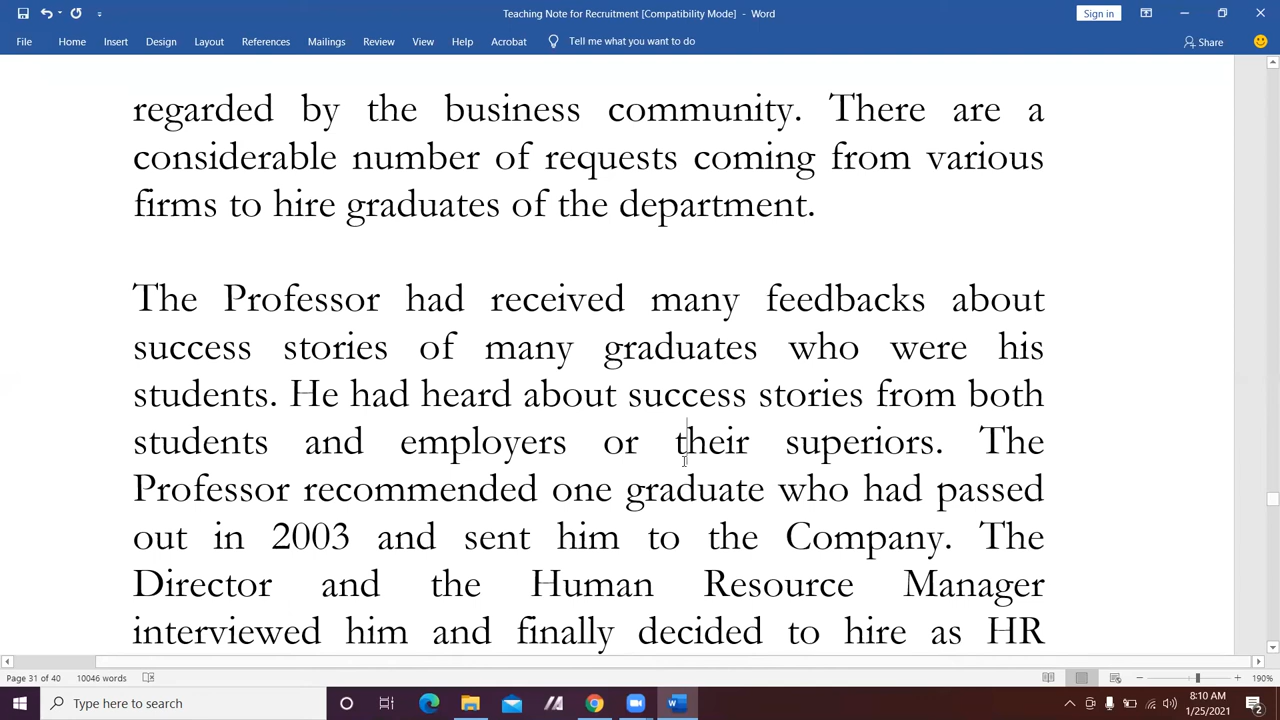 Teaching Note for Recruitment [Compatibility Mode] - Word
Sign in
File Home Insert Design Layout References Mailings Review View Help Acrobat Tell me what you want to do Share
regarded by the business community. There are a
considerable number of requests coming from various
firms to hire graduates of the department.
The Professor had received many feedbacks about
success stories of many graduates who were his
students. He had heard about success stories from both
students and employers or their superiors. The
Professor recommended one graduate who had passed
out in 2003 and sent him to the Company. The
Director and the Human Resource Manager
interviewed him and finally decided to hire as HR
Page 31 of 40 10046 words 190%
Type here to search
8:10 AM
1/25/2021
2